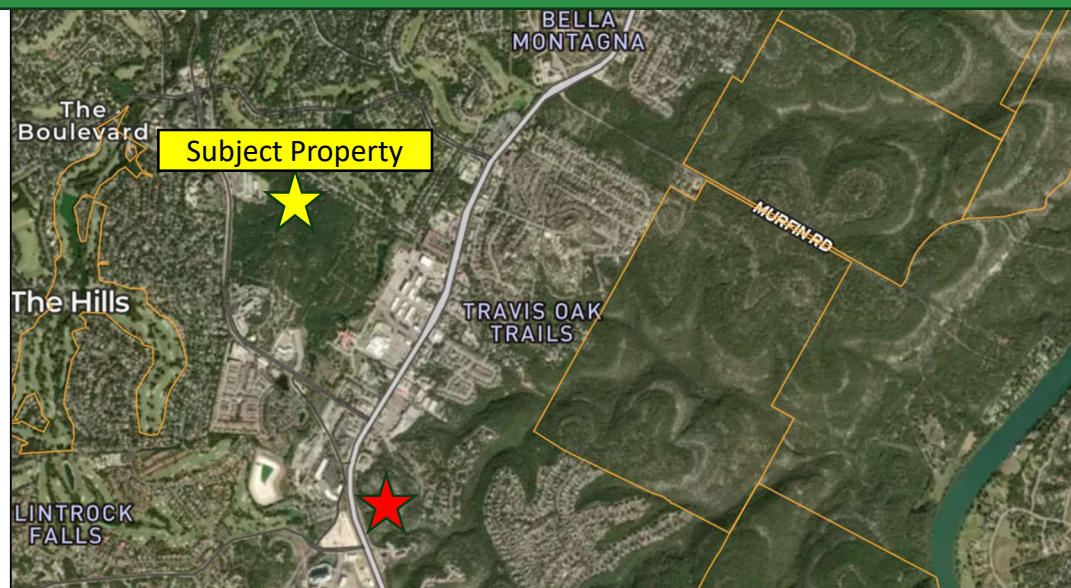 BELLA
MONTAGNA
The
Boulevard
Subject Property
MURFIN RD
The Hills
TRAVIS OAK
TRAILS
LINTROCK
FALLS